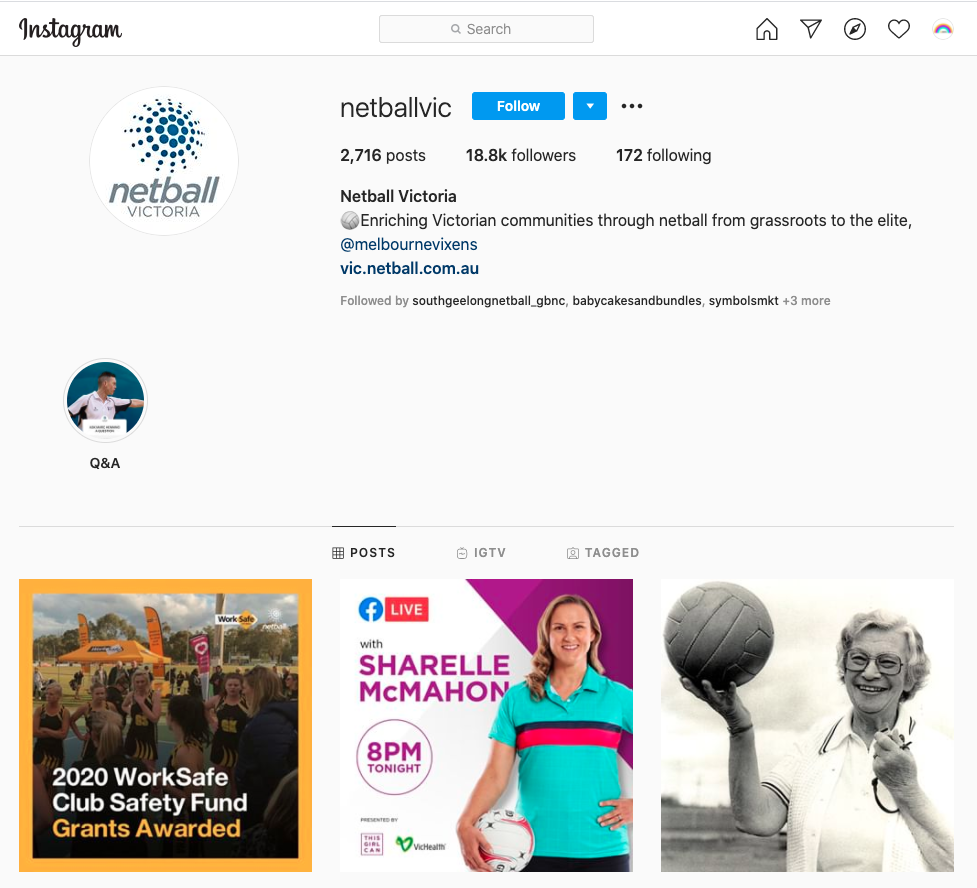 Instagram
Search
netballvic Follow
2,716 posts 18.8k followers 172 following
Netball Victoria
Enriching Victorian communities through netball from grassroots to the elite,
@melbournevixens
vic.netball.com.au
Followed by southgeelongnetball_gbnc, babycakesandbundles, symbolsmkt +3 more
netball
VICTORIA
Q&A
POSTS IGTV TAGGED
WorkSafe
netball
2020 WorkSafe
Club Safety Fund
Grants Awarded
LIVE
with
SHARELLE
McMAHON
8PM
TONIGHT
PRESENTED BY
THIS
GIRL
CAN
VicHealth